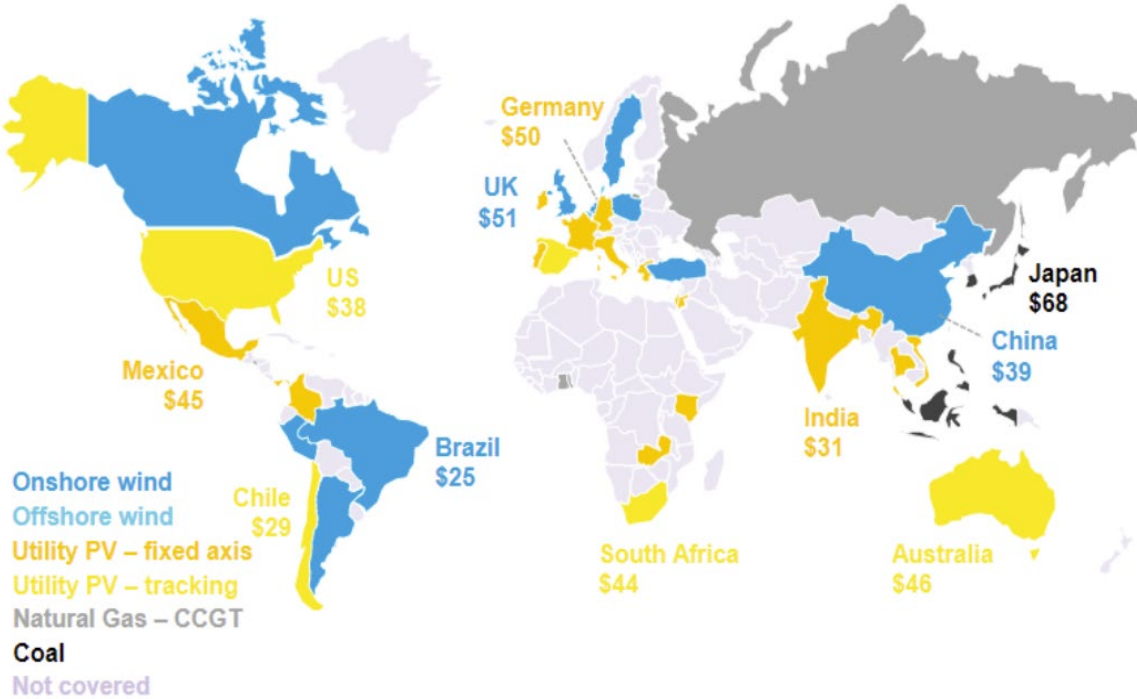 Germany
$50
UK
$51
US
$38
Japan
$68
China
$39
Mexico
$45
India
$31
Brazil
$25
Chile
$29
South Africa
$44
Australia
$46
Onshore wind
Offshore wind
Utility PV – fixed axis
Utility PV – tracking
Natural Gas – CCGT
Coal
Not covered